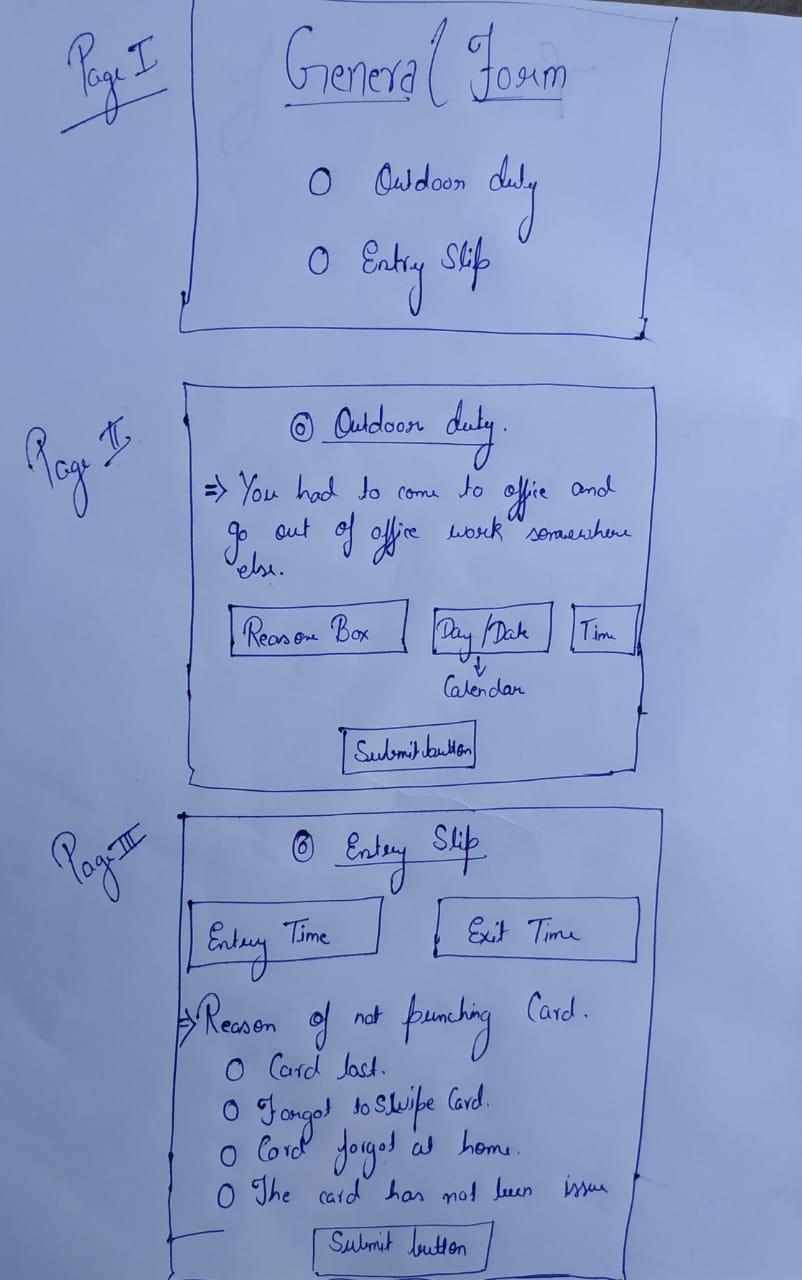 Page I
General Form
Outdoor duty
Entry Slip
Page II
Outdoor duty.
⇒ You had to come to office and
go out of office work somewhere
else.
Reason Box
Day/Date
Time
Calendar
Submit button
Page III
Entry Slip
Entry Time
Exit Time
⇒ Reason of not punching Card.
Card lost.
Forgot to Swipe Card.
Card forgot at home.
The card has not been issue
Submit button